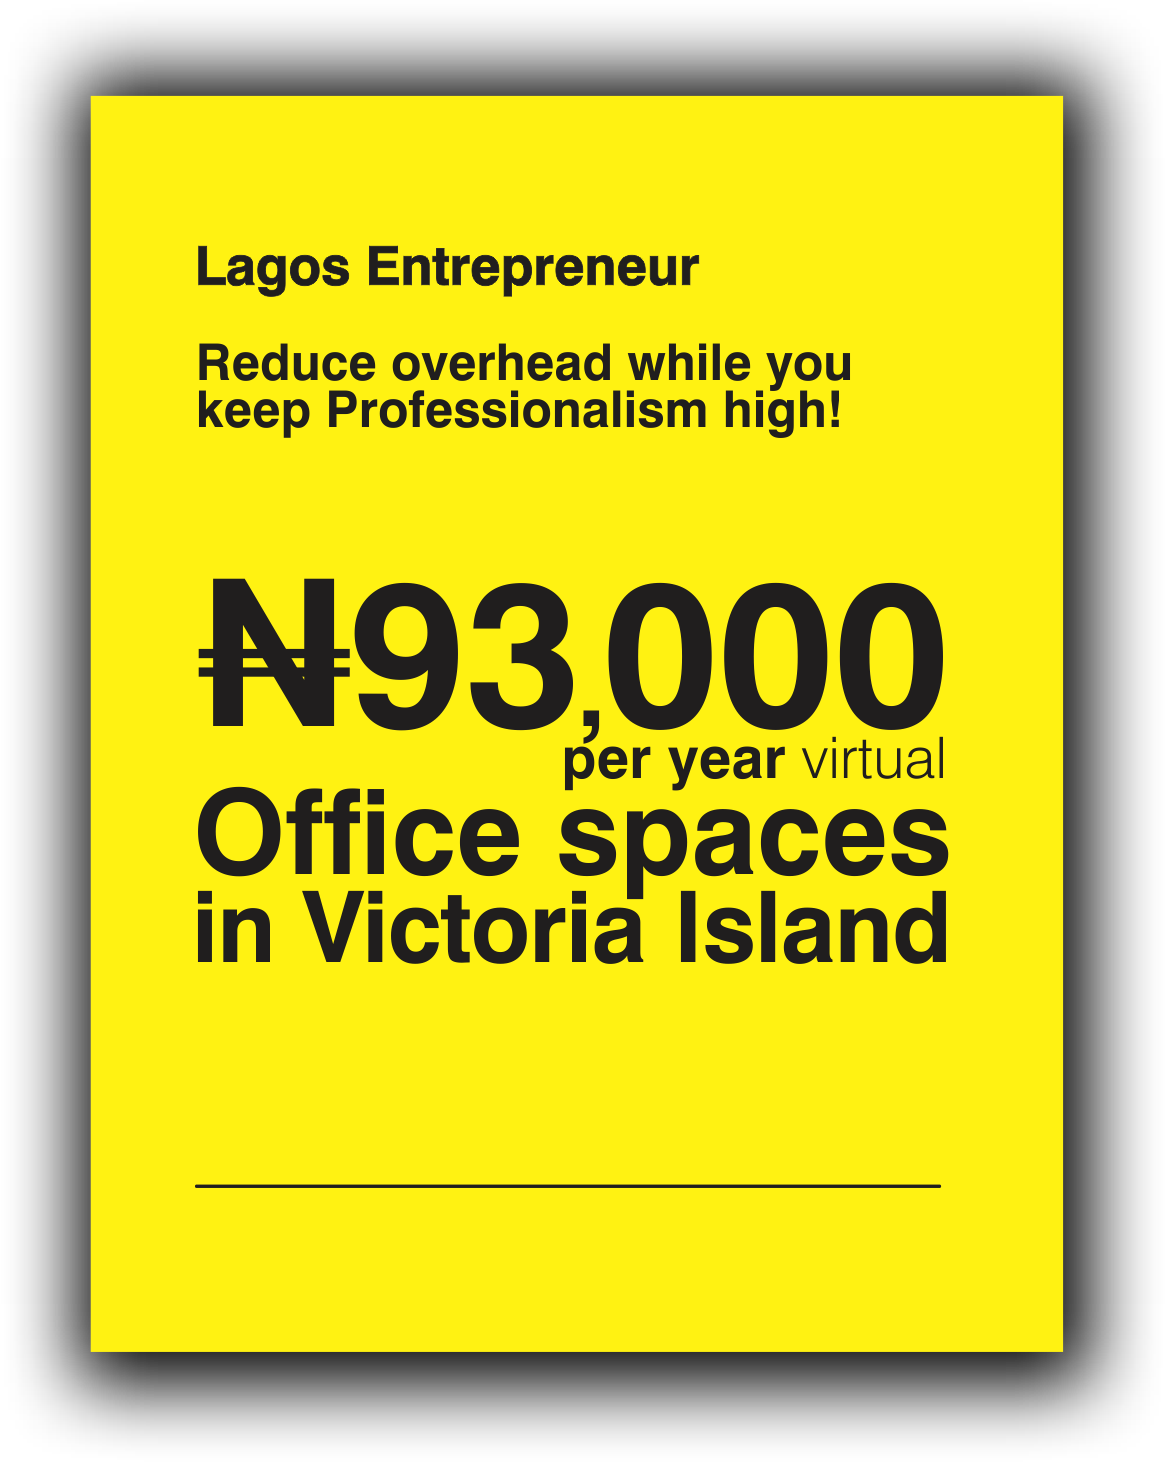 Lagos Entrepreneur
Reduce overhead while you
keep Professionalism high!
₦93,000
per year virtual
Office spaces
in Victoria Island